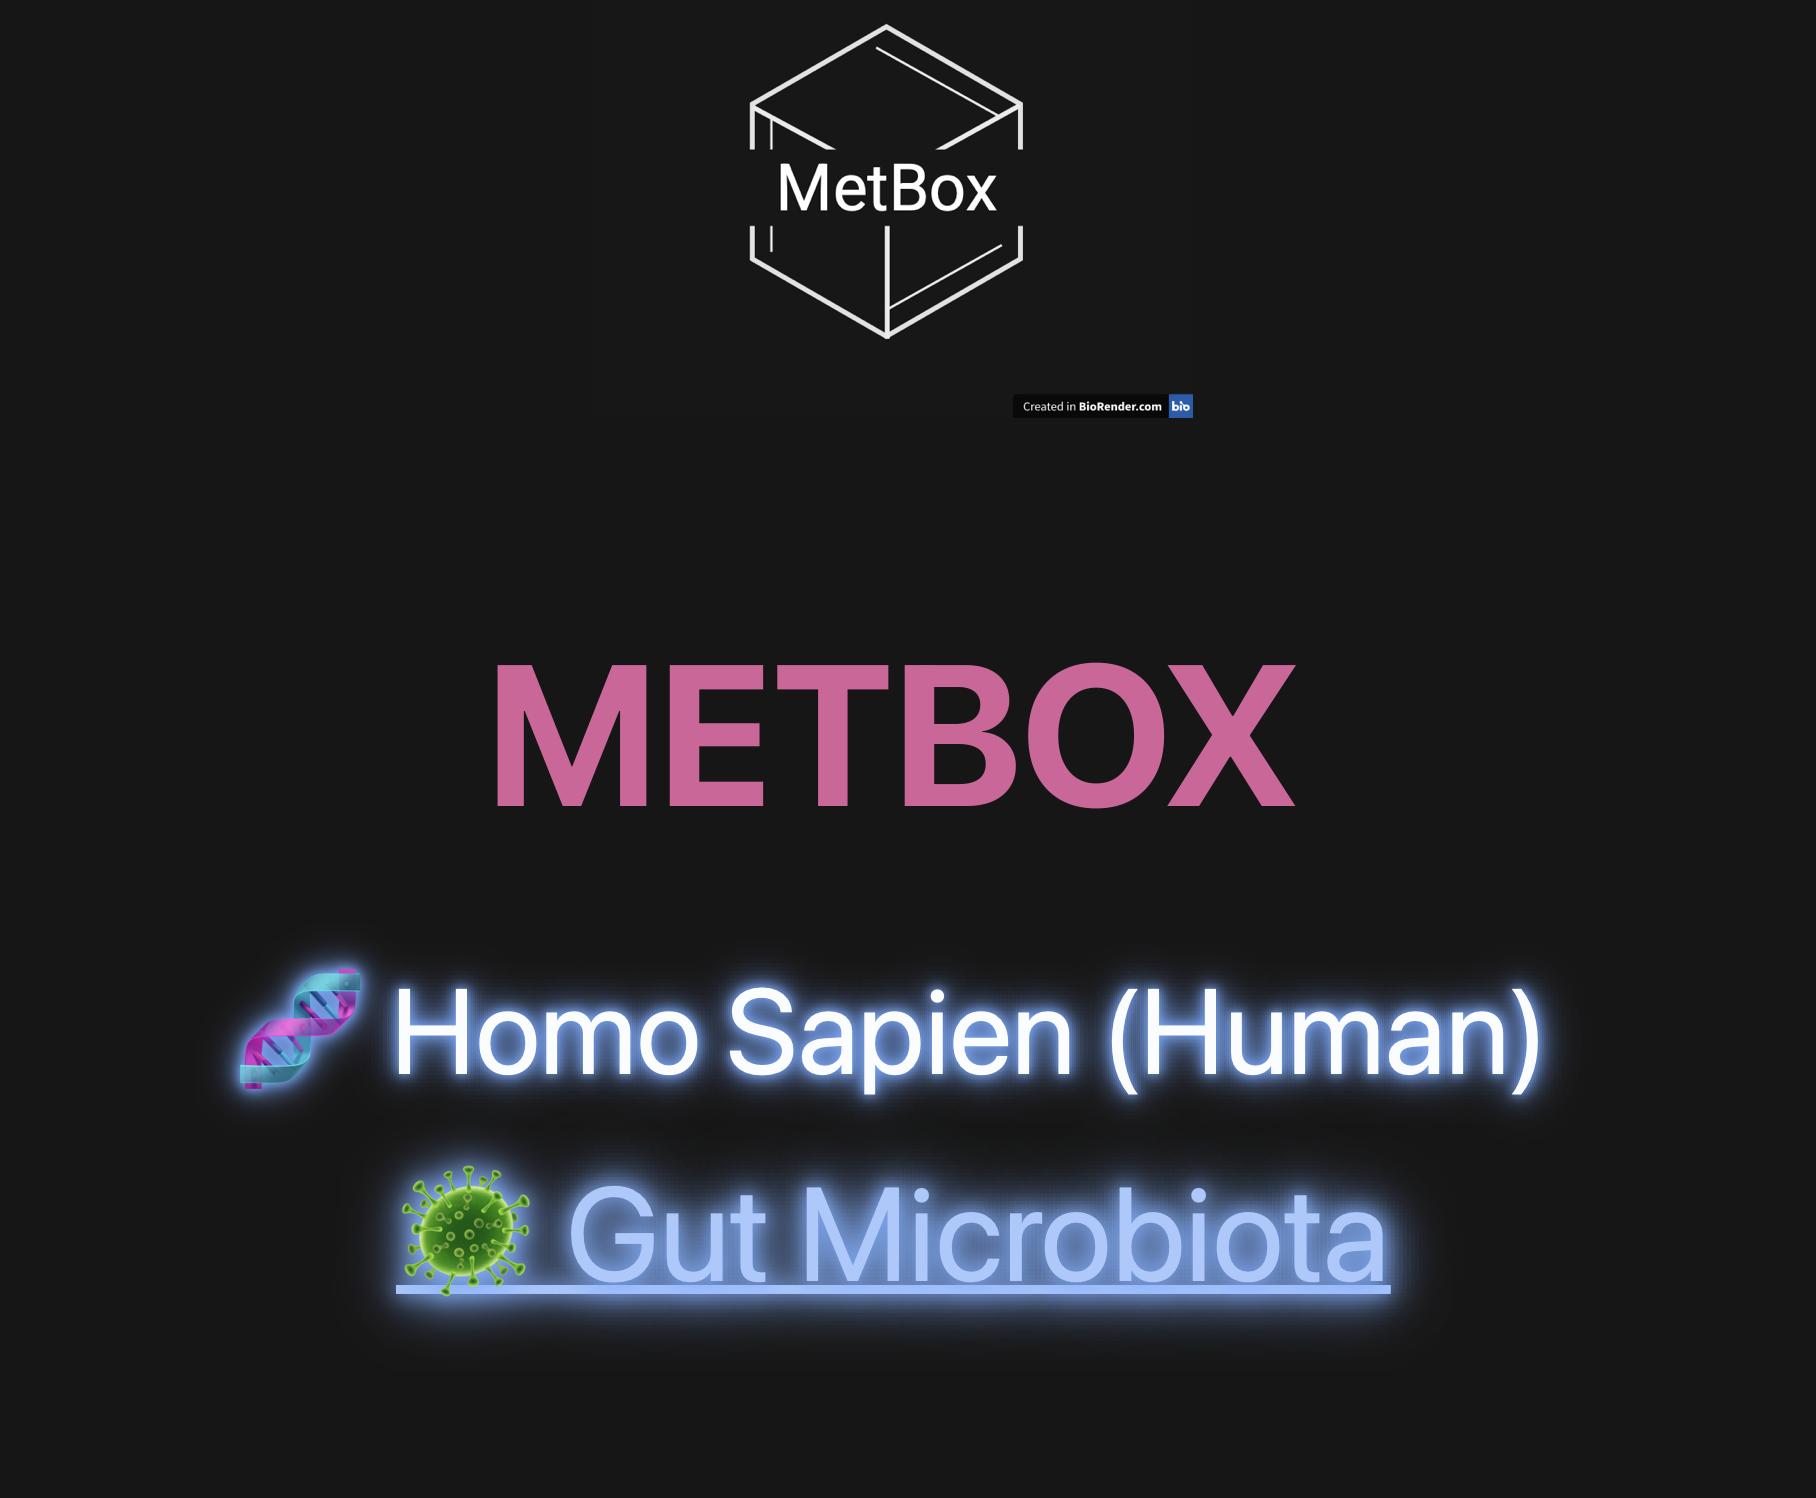 MetBox
Created in BioRender.com bio
METBOX
🧬 Homo Sapien (Human)
🦠 Gut Microbiota